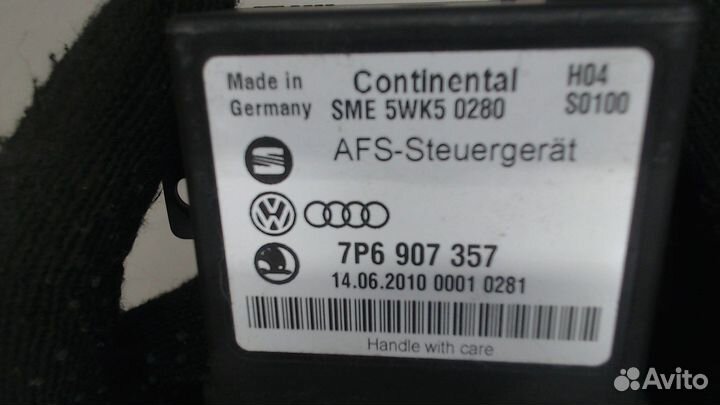 Made in Germany
Continental
SME 5WK5 0280
H04
S0100
AFS-Steuergerät
7P6 907 357
14.06.2010 0001 0281
Handle with care
Avito